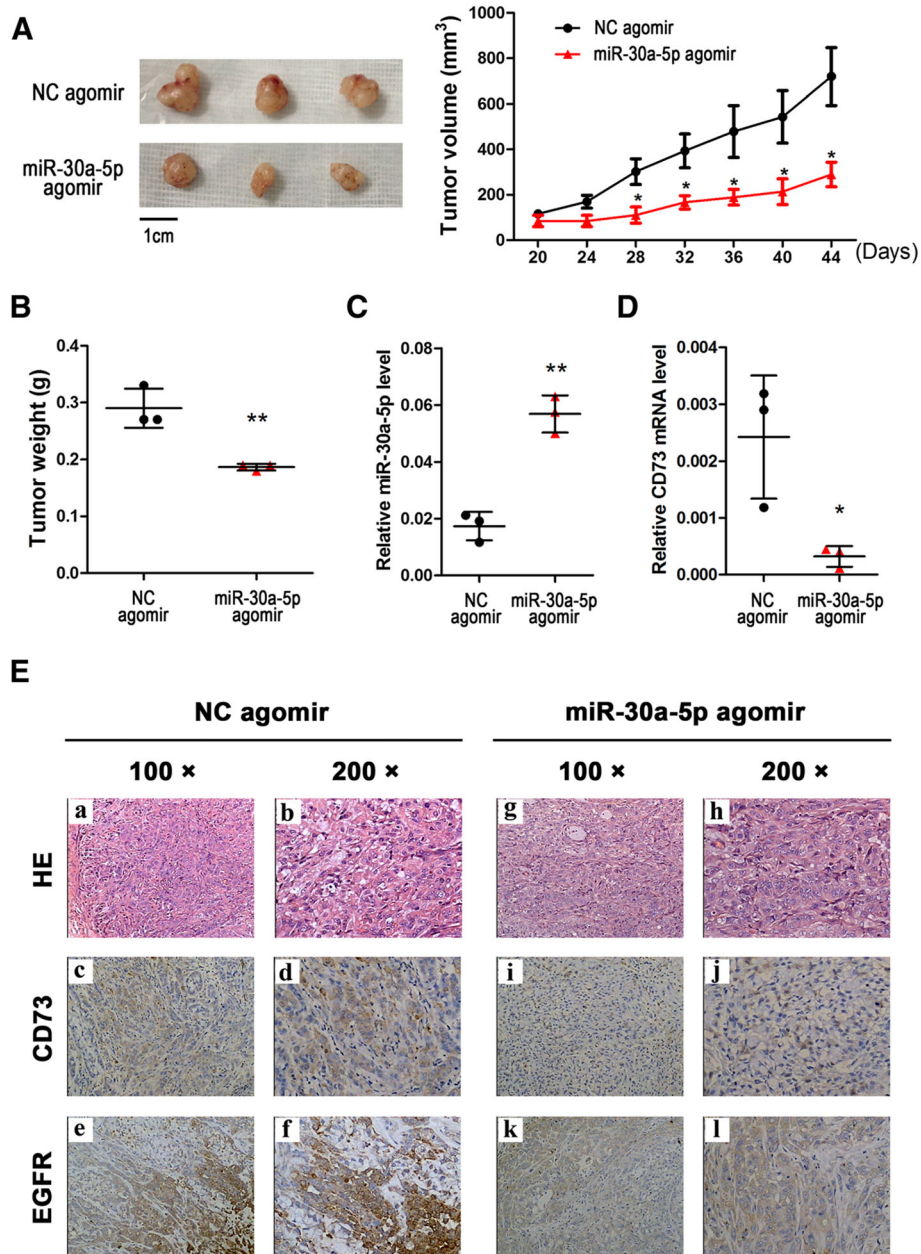 A
NC agomir
miR-30a-5p
agomir
1cm
Tumor volume (mm³)
1000
800
600
400
200
0
NC agomir
miR-30a-5p agomir
*
*
*
*
*
20 24 28 32 36 40 44 (Days)
B
Tumor weight (g)
0.4
0.3
0.2
0.1
0.0
**
NC
agomir
miR-30a-5p
agomir
C
Relative miR-30a-5p level
0.08
0.06
0.04
0.02
0.00
**
NC
agomir
miR-30a-5p
agomir
D
Relative CD73 mRNA level
0.004
0.003
0.002
0.001
0.000
*
NC
agomir
miR-30a-5p
agomir
E
NC agomir
miR-30a-5p agomir
100 ×
200 ×
100 ×
200 ×
HE
a
b
g
h
CD73
c
d
i
j
EGFR
e
f
k
l